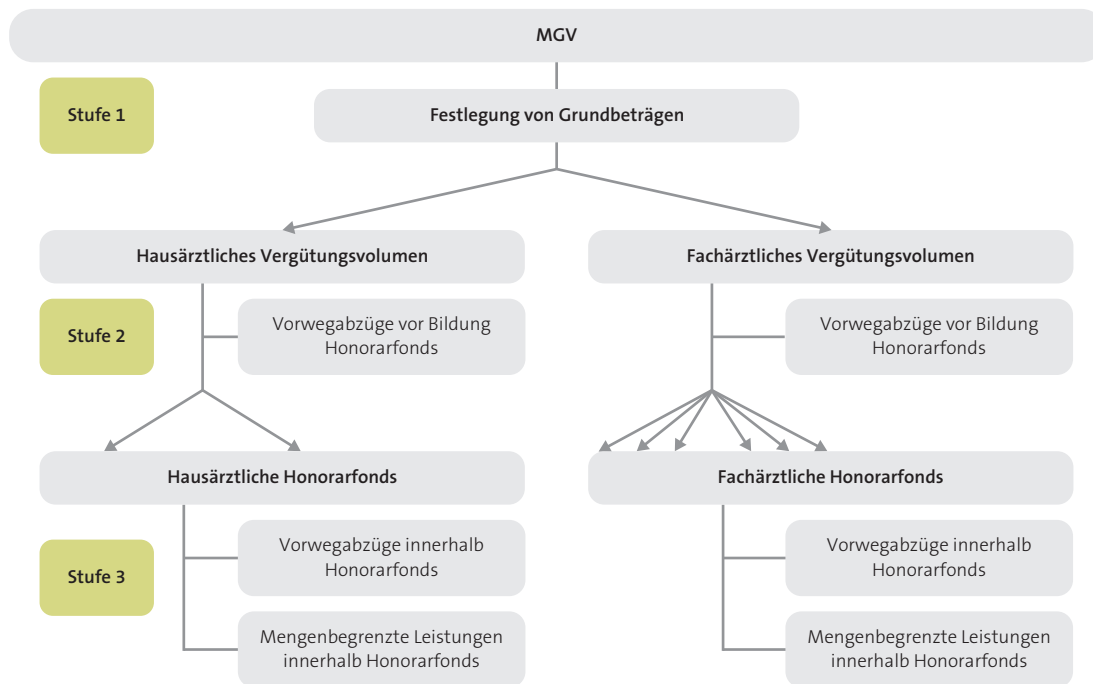 MGV
Stufe 1
Festlegung von Grundbeträgen
Hausärztliches Vergütungsvolumen
Fachärztliches Vergütungsvolumen
Stufe 2
Vorwegabzüge vor Bildung
Honorarfonds
Vorwegabzüge vor Bildung
Honorarfonds
Hausärztliche Honorarfonds
Fachärztliche Honorarfonds
Stufe 3
Vorwegabzüge innerhalb
Honorarfonds
Vorwegabzüge innerhalb
Honorarfonds
Mengenbegrenzte Leistungen
innerhalb Honorarfonds
Mengenbegrenzte Leistungen
innerhalb Honorarfonds